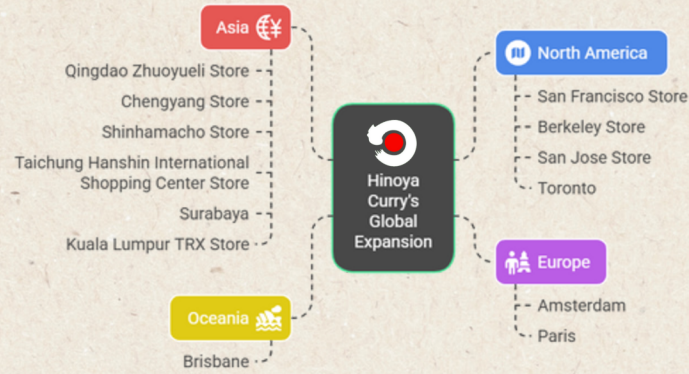 Asia
Qingdao Zhuoyueli Store
Chengyang Store
Shinhamacho Store
Taichung Hanshin International
Shopping Center Store
Surabaya
Kuala Lumpur TRX Store
Oceania
Brisbane
Hinoya
Curry's
Global
Expansion
North America
San Francisco Store
Berkeley Store
San Jose Store
Toronto
Europe
Amsterdam
Paris